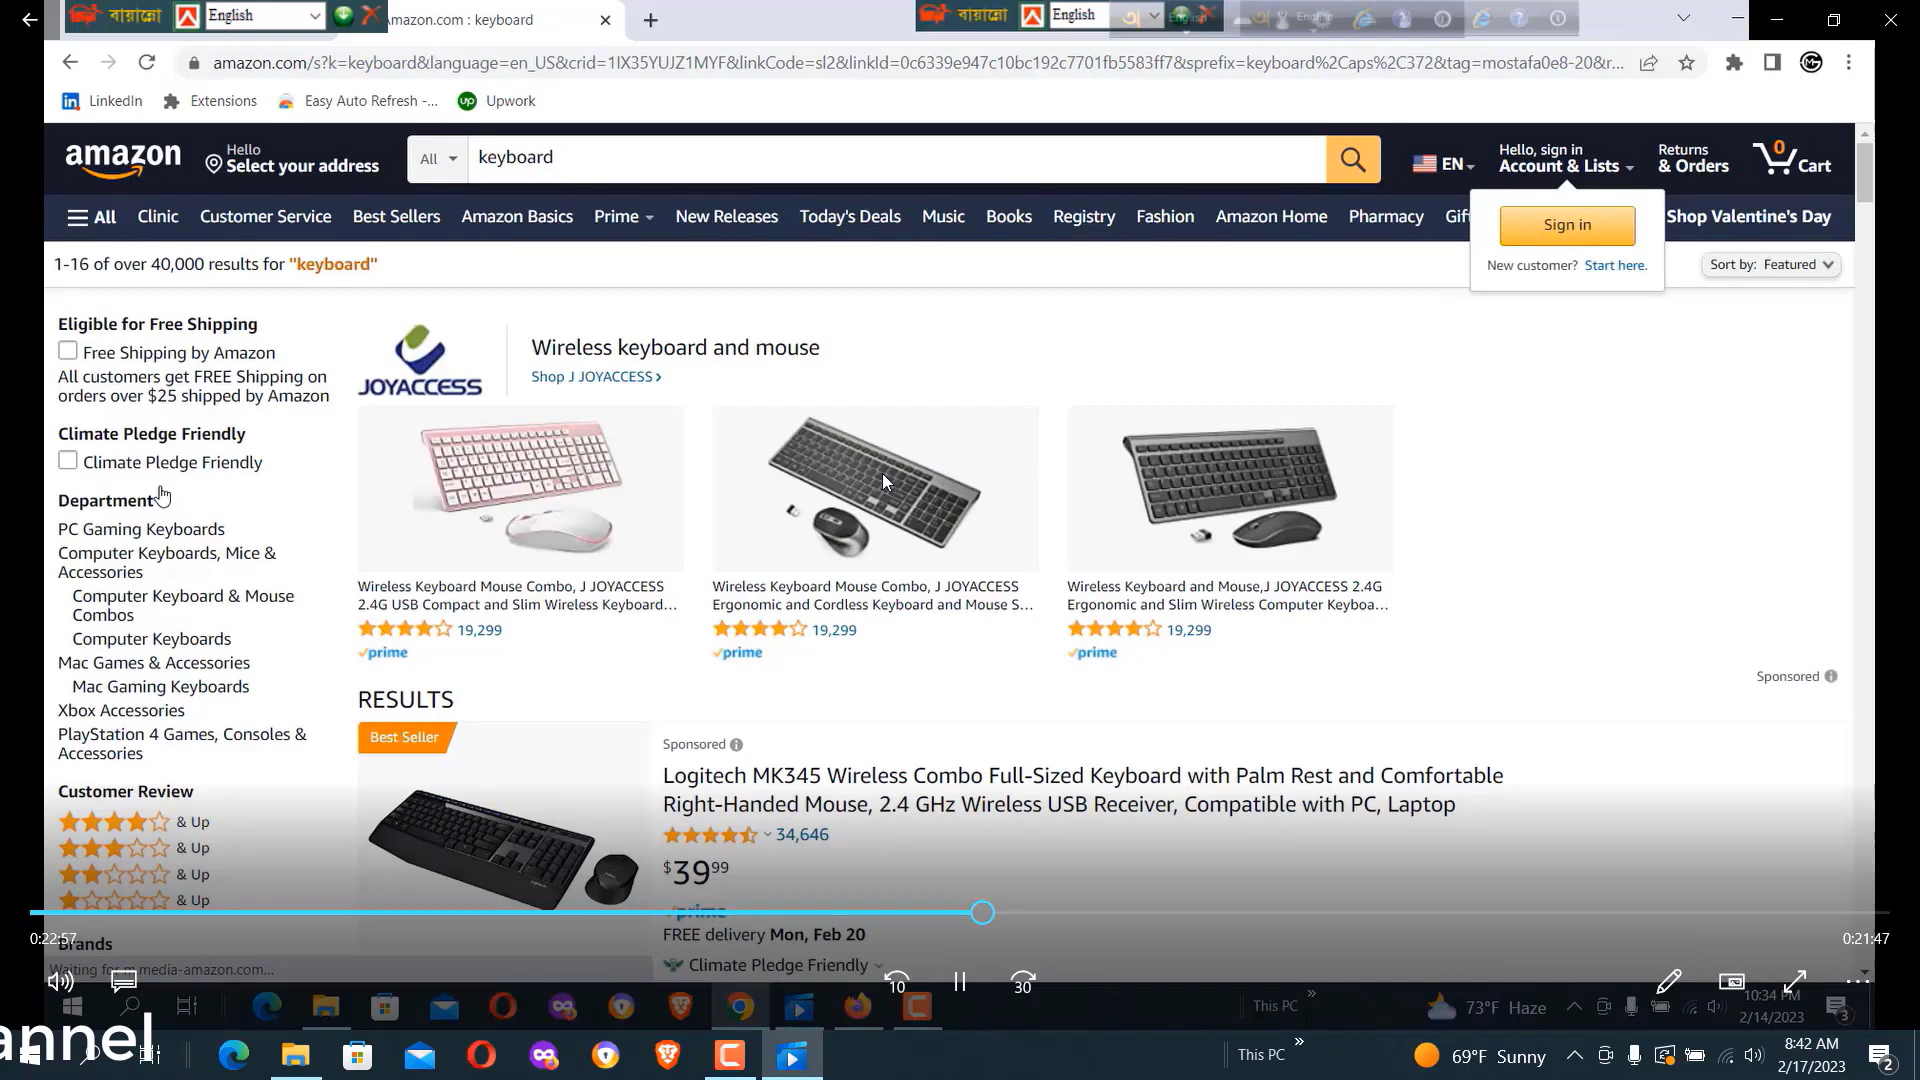 বায়ান্নো English Amazon.com : keyboard
বায়ান্নো English
amazon.com/s?k=keyboard&language=en_US&crid=1IX35YUJZ1MYF&linkCode=sl2&linkId=0c6339e947c10bc192c7701fb5583ff7&sprefix=keyboard%2Caps%2C372&tag=mostafa0e8-20&r...
LinkedIn Extensions Easy Auto Refresh -... Upwork
amazon
Hello
Select your address
All keyboard
EN
Hello, sign in
Account & Lists
Returns
& Orders
0
Cart
All Clinic Customer Service Best Sellers Amazon Basics Prime New Releases Today's Deals Music Books Registry Fashion Amazon Home Pharmacy Gif Shop Valentine's Day
Sign in
New customer? Start here.
1-16 of over 40,000 results for "keyboard"
Sort by: Featured
Eligible for Free Shipping
Free Shipping by Amazon
All customers get FREE Shipping on
orders over $25 shipped by Amazon
Climate Pledge Friendly
Climate Pledge Friendly
Department
PC Gaming Keyboards
Computer Keyboards, Mice &
Accessories
Computer Keyboard & Mouse
Combos
Computer Keyboards
Mac Games & Accessories
Mac Gaming Keyboards
Xbox Accessories
PlayStation 4 Games, Consoles &
Accessories
Customer Review
& Up
& Up
& Up
& Up
Brands
Waiting for m.media-amazon.com...
JOYACCESS
Wireless keyboard and mouse
Shop J JOYACCESS ›
Wireless Keyboard Mouse Combo, J JOYACCESS
2.4G USB Compact and Slim Wireless Keyboard...
19,299
prime
Wireless Keyboard Mouse Combo, J JOYACCESS
Ergonomic and Cordless Keyboard and Mouse S...
19,299
prime
Wireless Keyboard and Mouse,J JOYACCESS 2.4G
Ergonomic and Slim Wireless Computer Keyboa...
19,299
prime
Sponsored
RESULTS
Best Seller
Sponsored
Logitech MK345 Wireless Combo Full-Sized Keyboard with Palm Rest and Comfortable
Right-Handed Mouse, 2.4 GHz Wireless USB Receiver, Compatible with PC, Laptop
34,646
$39 99
prime
FREE delivery Mon, Feb 20
Climate Pledge Friendly
0:22:57
0:21:47
10
30
This PC
73°F Haze
10:34 PM
2/14/2023
3
annel
This PC
69°F Sunny
8:42 AM
2/17/2023
2